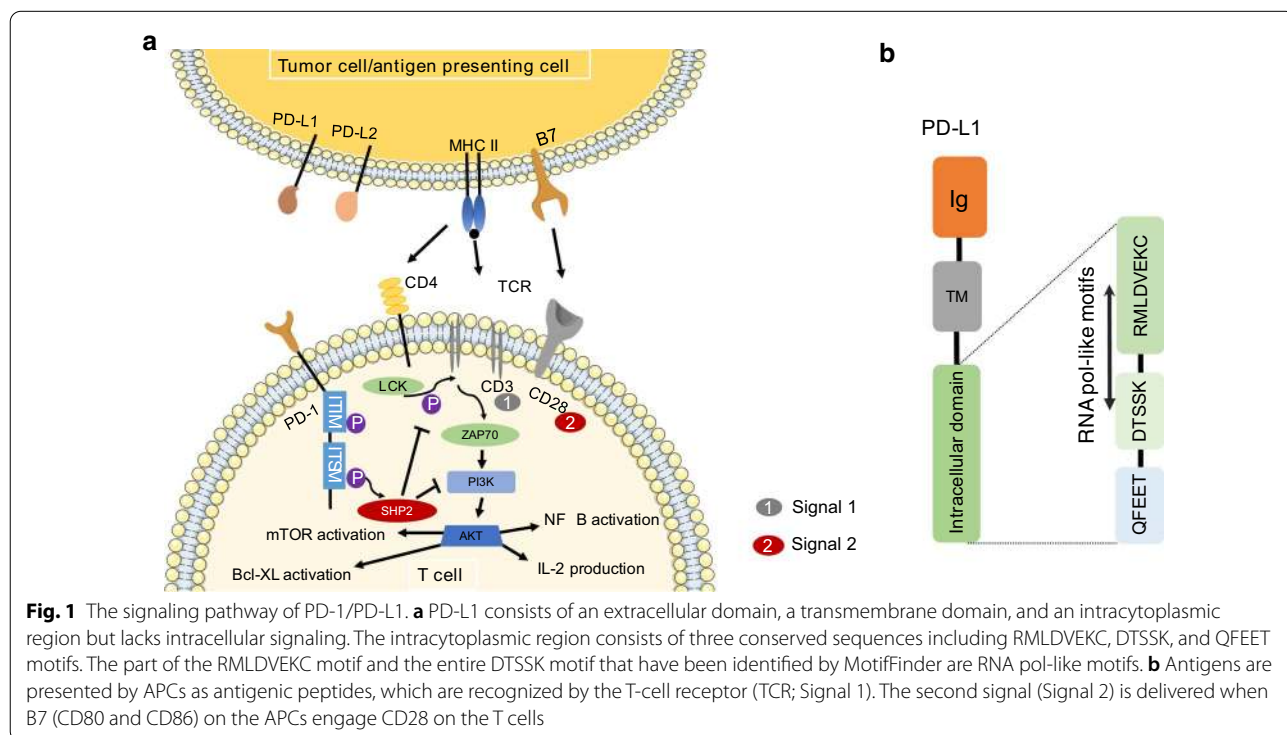 a
Tumor cell/antigen presenting cell
PD-L1
PD-L2
MHC II
B7
CD4
TCR
LCK
P
CD3
1
CD28
2
PD-1
ITIM
P
ITSM
P
ZAP70
PI3K
SHP2
AKT
mTOR activation
NF B activation
Bcl-XL activation
IL-2 production
T cell
1 Signal 1
2 Signal 2
b
PD-L1
Ig
TM
Intracellular domain
RNA pol-like motifs
RMLDVEKC
DTSSK
QFEET
Fig. 1 The signaling pathway of PD-1/PD-L1. a PD-L1 consists of an extracellular domain, a transmembrane domain, and an intracytoplasmic
region but lacks intracellular signaling. The intracytoplasmic region consists of three conserved sequences including RMLDVEKC, DTSSK, and QFEET
motifs. The part of the RMLDVEKC motif and the entire DTSSK motif that have been identified by MotifFinder are RNA pol-like motifs. b Antigens are
presented by APCs as antigenic peptides, which are recognized by the T-cell receptor (TCR; Signal 1). The second signal (Signal 2) is delivered when
B7 (CD80 and CD86) on the APCs engage CD28 on the T cells